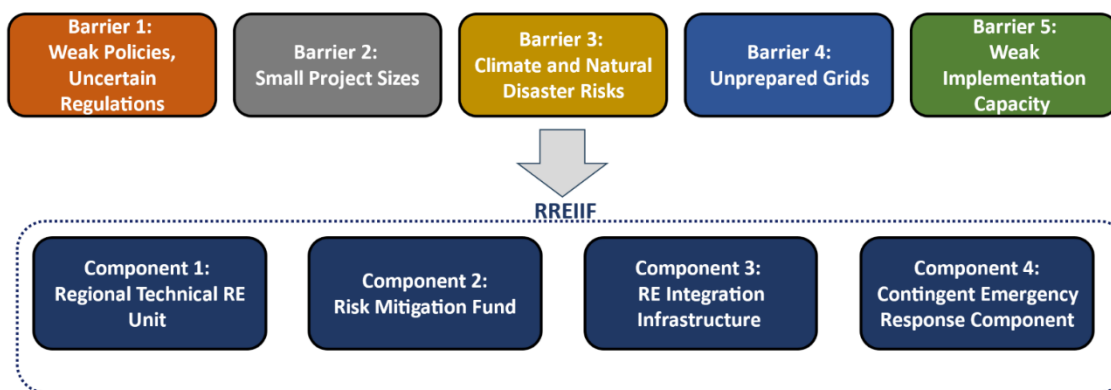 Barrier 1:
Weak Policies,
Uncertain
Regulations
Barrier 2:
Small Project Sizes
Barrier 3:
Climate and Natural
Disaster Risks
Barrier 4:
Unprepared Grids
Barrier 5:
Weak
Implementation
Capacity
RREIIF
Component 1:
Regional Technical RE
Unit
Component 2:
Risk Mitigation Fund
Component 3:
RE Integration
Infrastructure
Component 4:
Contingent Emergency
Response Component